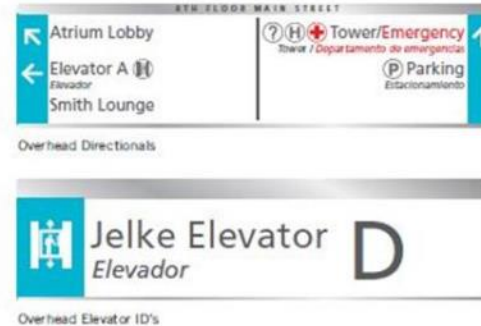 8TH FLOOR MAIN STREET
Atrium Lobby
Elevator A
Elevador
Smith Lounge
? H Tower/Emergency
Tower / Departamento de emergencias
P Parking
Estacionamiento
Overhead Directionals
Jelke Elevator D
Elevador
Overhead Elevator ID's